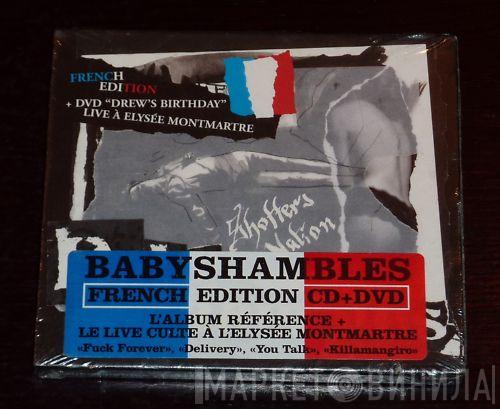 FRENCH
EDITION
+ DVD "DREW'S BIRTHDAY"
LIVE À ELYSÉE MONTMARTRE
Shotters
Nation
BABYSHAMBLES
FRENCH EDITION CD+DVD
L'ALBUM RÉFÉRENCE +
LE LIVE CULTE À L'ELYSÉE MONTMARTRE
«Fuck Forever», «Delivery», «You Talk», «Killamangiro»
МАРКЕТ ВИНИЛА